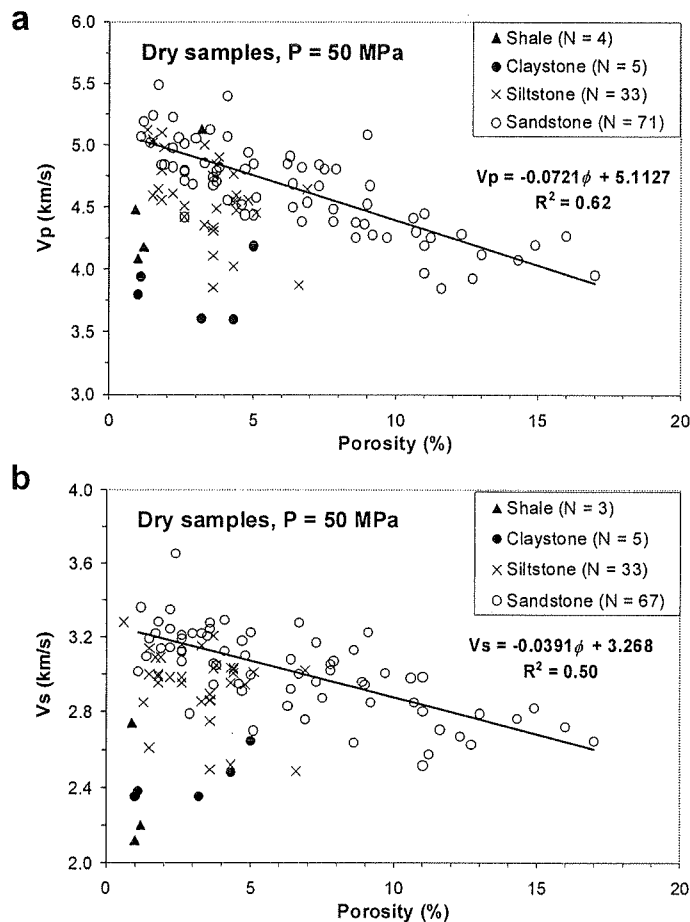 a
Dry samples, P = 50 MPa
Shale (N = 4)
Claystone (N = 5)
Siltstone (N = 33)
Sandstone (N = 71)
Vp = -0.0721ϕ + 5.1127
R² = 0.62
6.0
5.5
5.0
4.5
4.0
3.5
3.0
Vp (km/s)
0 5 10 15 20
Porosity (%)
b
Dry samples, P = 50 MPa
Shale (N = 3)
Claystone (N = 5)
Siltstone (N = 33)
Sandstone (N = 67)
Vs = -0.0391ϕ + 3.268
R² = 0.50
4.0
3.6
3.2
2.8
2.4
2.0
Vs (km/s)
0 5 10 15 20
Porosity (%)